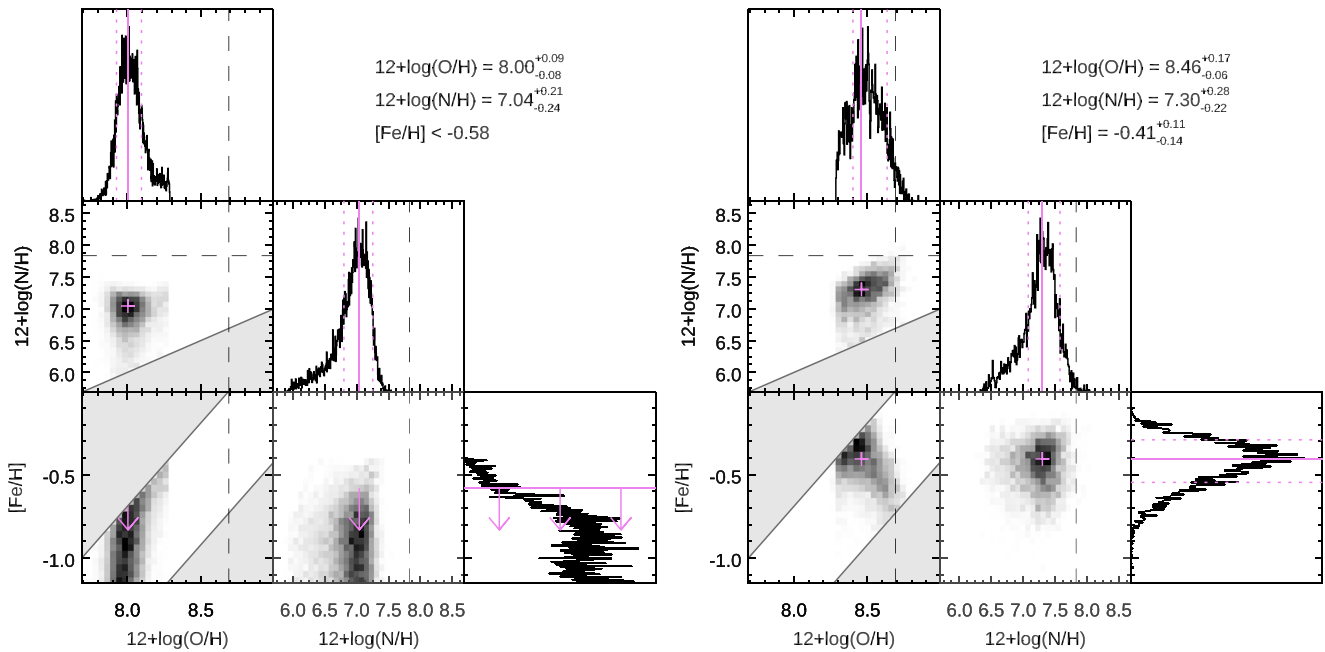 12+log(O/H) = 8.00+0.09-0.08
12+log(N/H) = 7.04+0.21-0.24
[Fe/H] < -0.58
12+log(N/H)
8.5
8.0
7.5
7.0
6.5
6.0
[Fe/H]
-0.5
-1.0
8.0 8.5
12+log(O/H)
6.0 6.5 7.0 7.5 8.0 8.5
12+log(N/H)
12+log(O/H) = 8.46+0.17-0.06
12+log(N/H) = 7.30+0.28-0.22
[Fe/H] = -0.41+0.11-0.14
12+log(N/H)
8.5
8.0
7.5
7.0
6.5
6.0
[Fe/H]
-0.5
-1.0
8.0 8.5
12+log(O/H)
6.0 6.5 7.0 7.5 8.0 8.5
12+log(N/H)